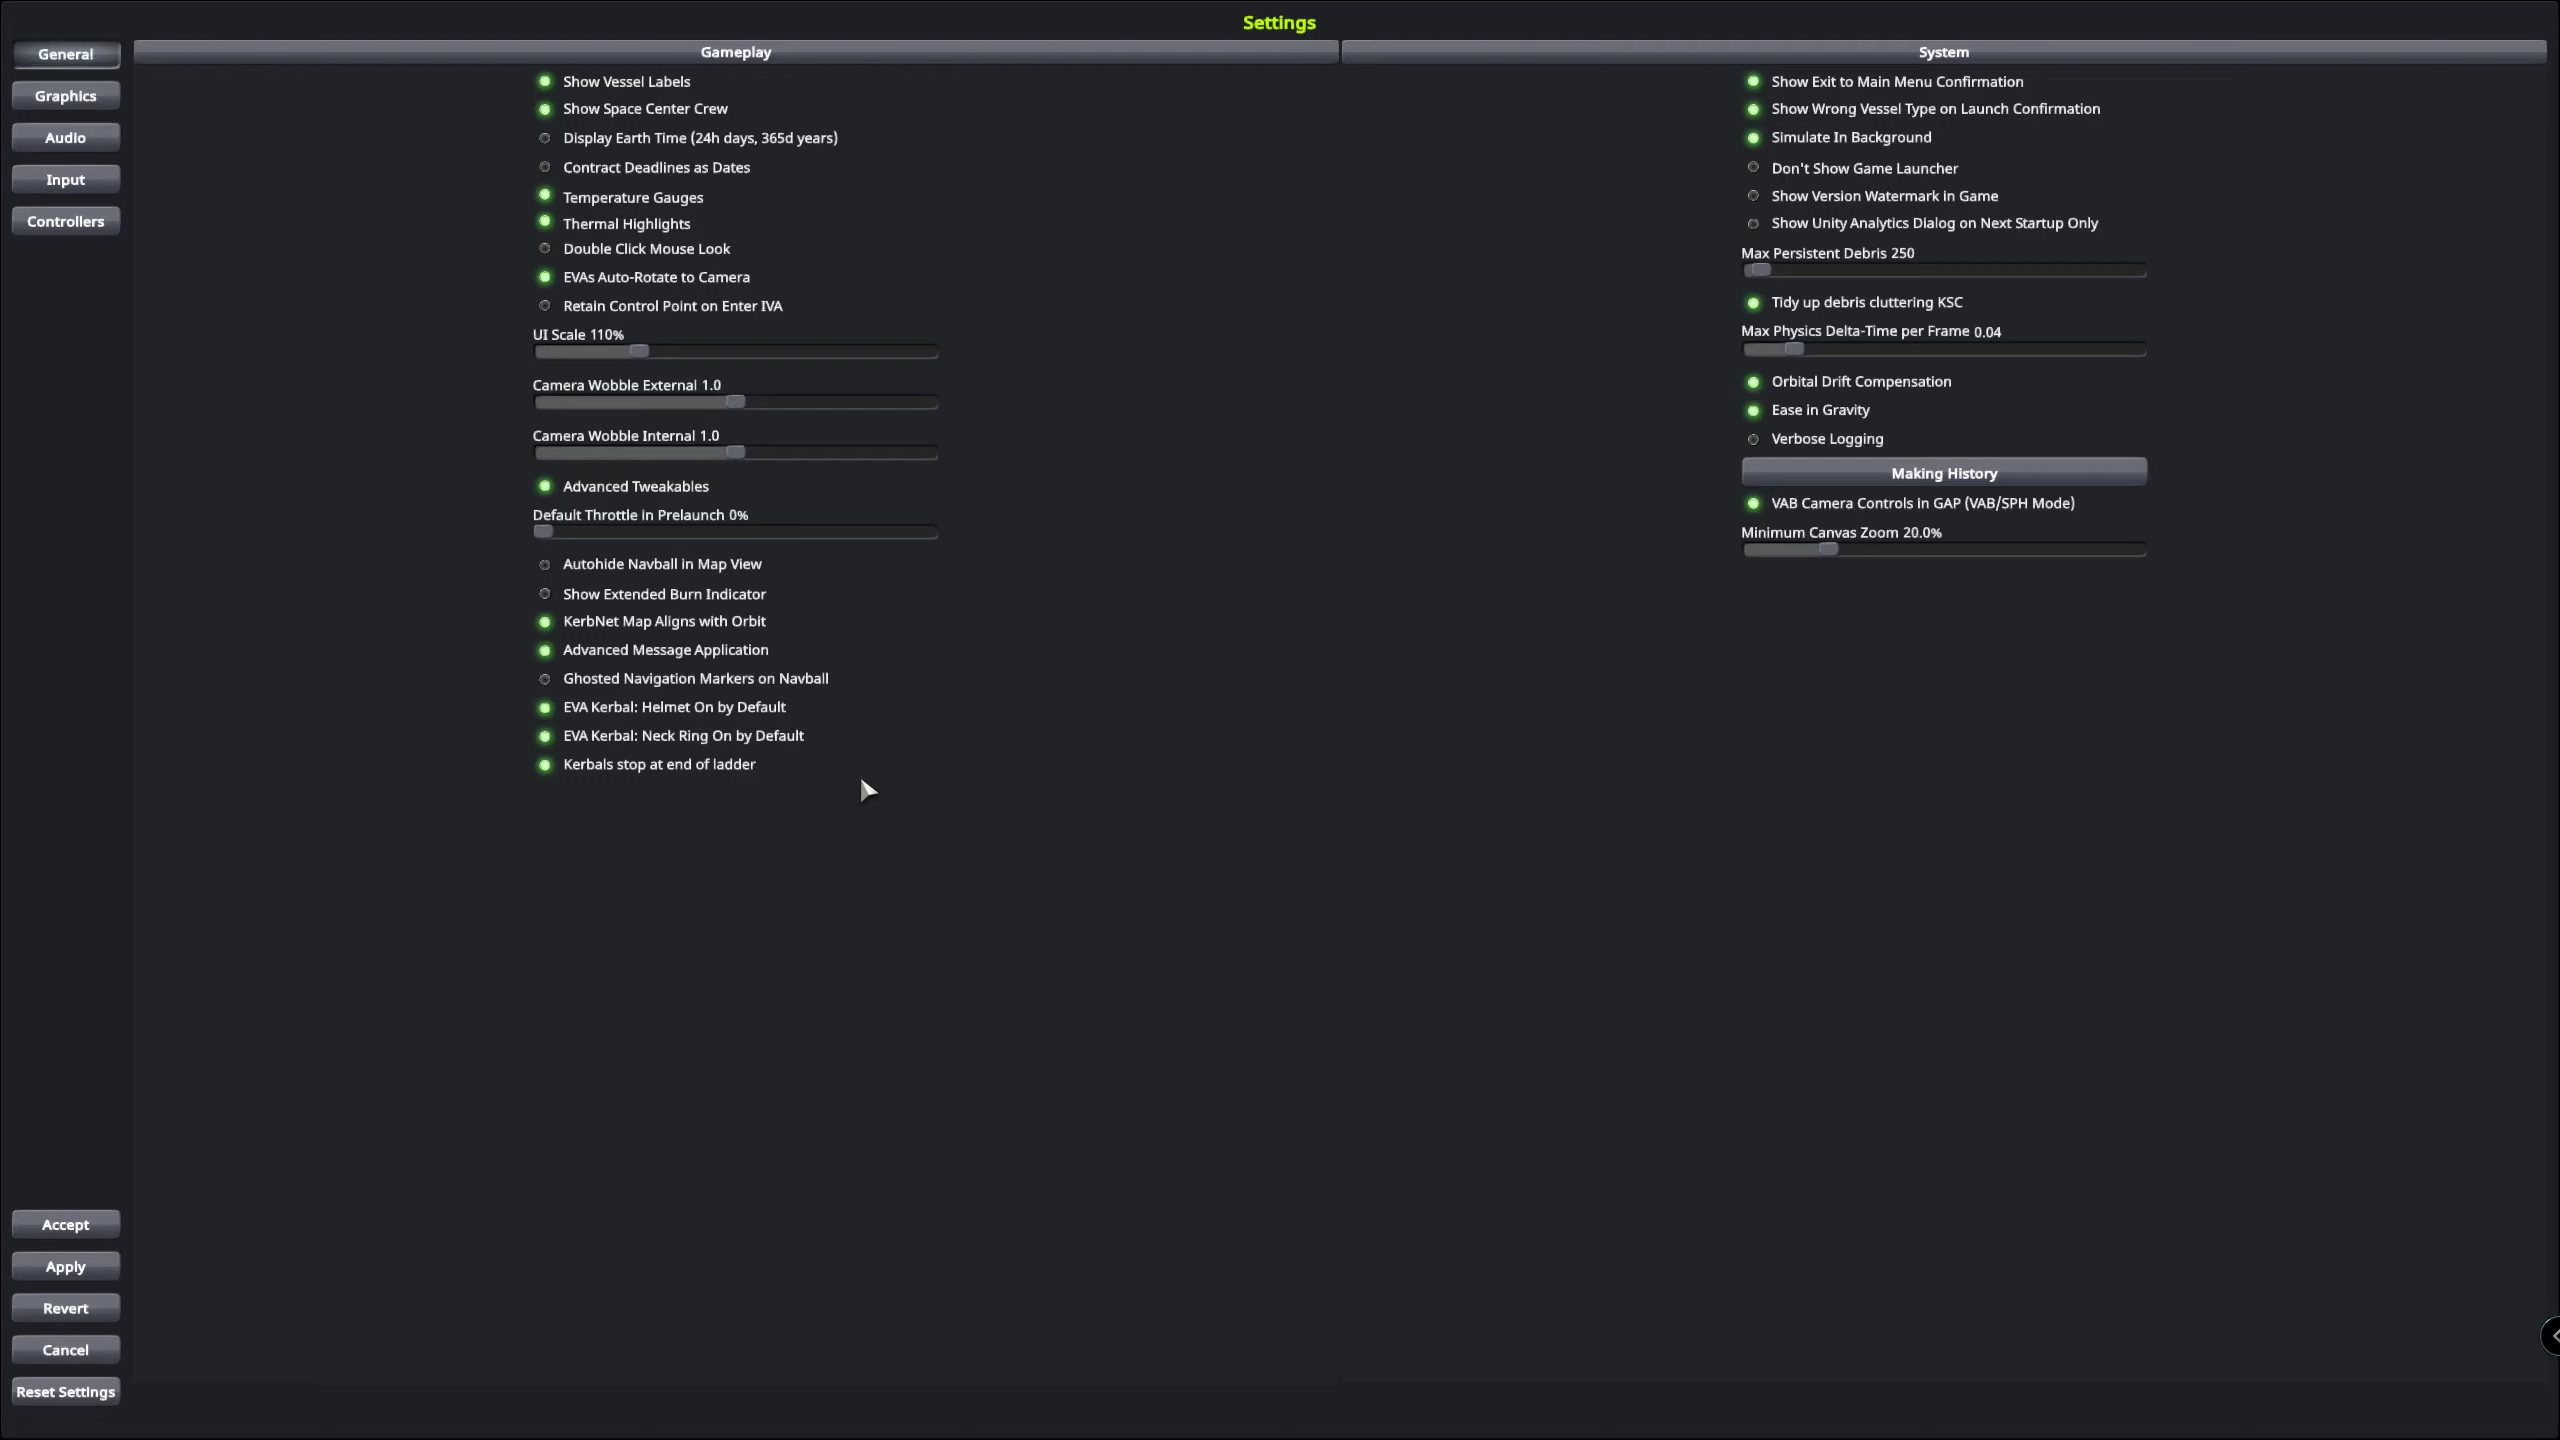 Settings
General
Graphics
Audio
Input
Controllers
Gameplay
Show Vessel Labels
Show Space Center Crew
Display Earth Time (24h days, 365d years)
Contract Deadlines as Dates
Temperature Gauges
Thermal Highlights
Double Click Mouse Look
EVAs Auto-Rotate to Camera
Retain Control Point on Enter IVA
UI Scale 110%
Camera Wobble External 1.0
Camera Wobble Internal 1.0
Advanced Tweakables
Default Throttle in Prelaunch 0%
Autohide Navball in Map View
Show Extended Burn Indicator
KerbNet Map Aligns with Orbit
Advanced Message Application
Ghosted Navigation Markers on Navball
EVA Kerbal: Helmet On by Default
EVA Kerbal: Neck Ring On by Default
Kerbals stop at end of ladder
System
Show Exit to Main Menu Confirmation
Show Wrong Vessel Type on Launch Confirmation
Simulate In Background
Don't Show Game Launcher
Show Version Watermark in Game
Show Unity Analytics Dialog on Next Startup Only
Max Persistent Debris 250
Tidy up debris cluttering KSC
Max Physics Delta-Time per Frame 0.04
Orbital Drift Compensation
Ease in Gravity
Verbose Logging
Making History
VAB Camera Controls in GAP (VAB/SPH Mode)
Minimum Canvas Zoom 20.0%
Accept
Apply
Revert
Cancel
Reset Settings